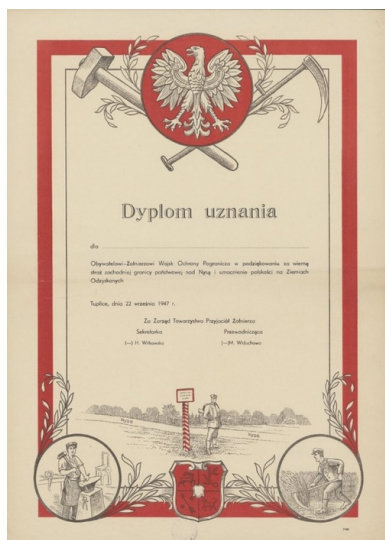 Dyplom uznania
dla
Obywatelowi-Żołnierzowi Wojsk Ochrony Pogranicza w podziękowaniu za wierną
straż zachodniej granicy państwowej nad Nysą i umocnienie polskości na Ziemiach
Odzyskanych
Tuplice, dnia 22 września 1947 r.
Za Zarząd Towarzystwa Przyjaciół Żołnierza
Sekretarka Przewodnicząca
(—) H. Witkowska (—)M. Walachowa
Nysa Nysa